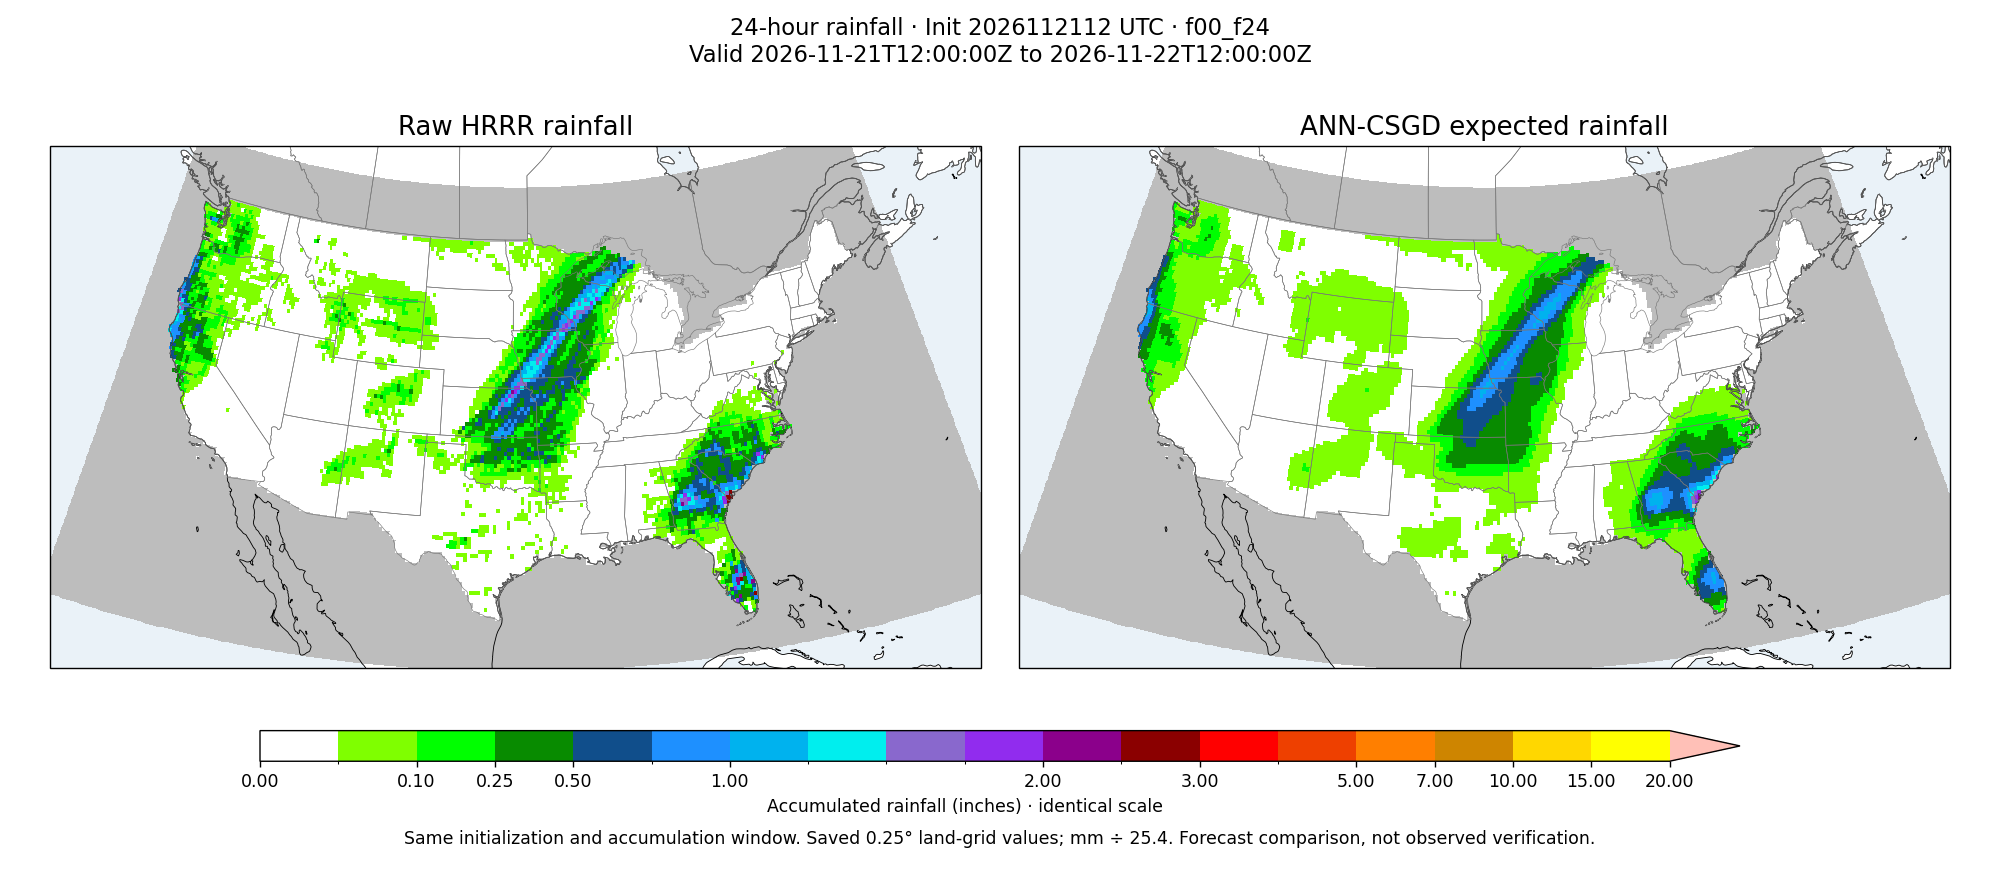 24-hour rainfall · Init 2026112112 UTC · f00_f24
Valid 2026-11-21T12:00:00Z to 2026-11-22T12:00:00Z
Raw HRRR rainfall
ANN-CSGD expected rainfall
0.00 0.10 0.25 0.50 1.00 2.00 3.00 5.00 7.00 10.00 15.00 20.00
Accumulated rainfall (inches) · identical scale
Same initialization and accumulation window. Saved 0.25° land-grid values; mm ÷ 25.4. Forecast comparison, not observed verification.